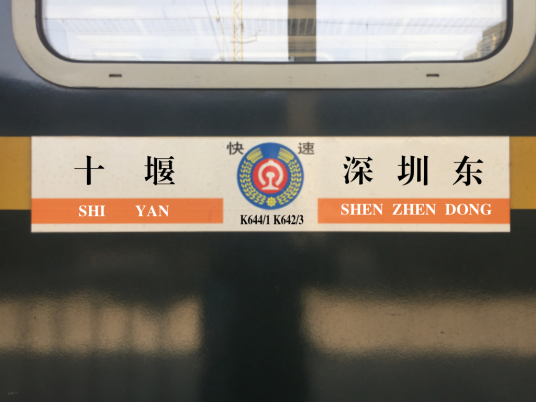 快 速
十 堰
深 圳 东
SHI YAN
K644/1 K642/3
SHEN ZHEN DONG